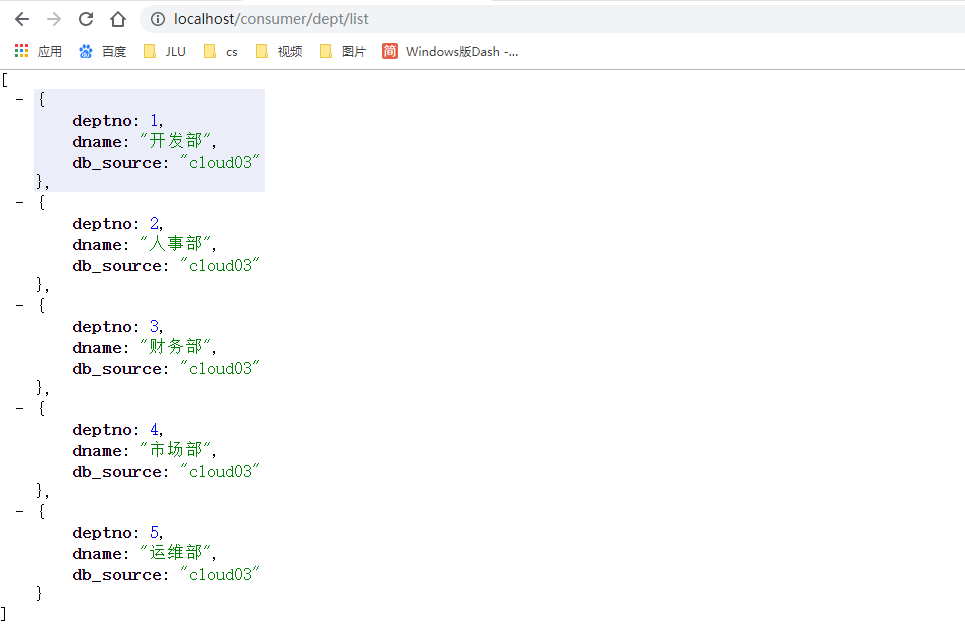 localhost/consumer/dept/list
应用 百度 JLU cs 视频 图片 简 Windows版Dash -...
[
- {
deptno: 1,
dname: "开发部",
db_source: "cloud03"
},
- {
deptno: 2,
dname: "人事部",
db_source: "cloud03"
},
- {
deptno: 3,
dname: "财务部",
db_source: "cloud03"
},
- {
deptno: 4,
dname: "市场部",
db_source: "cloud03"
},
- {
deptno: 5,
dname: "运维部",
db_source: "cloud03"
}
]